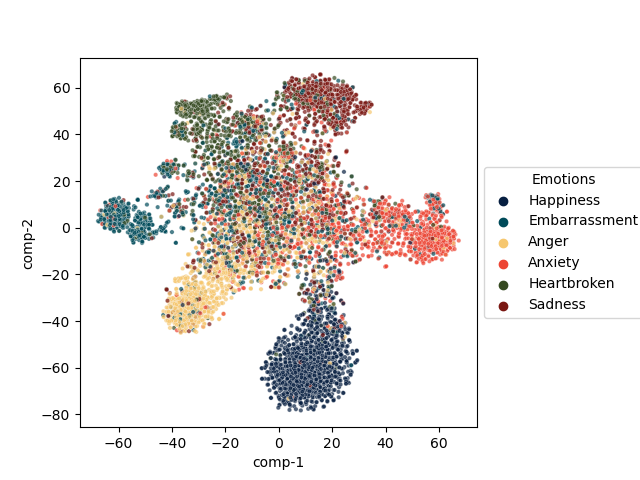 60
40
20
0
−20
−40
−60
−80
comp-2
−60
−40
−20
0
20
40
60
comp-1
Emotions
Happiness
Embarrassment
Anger
Anxiety
Heartbroken
Sadness